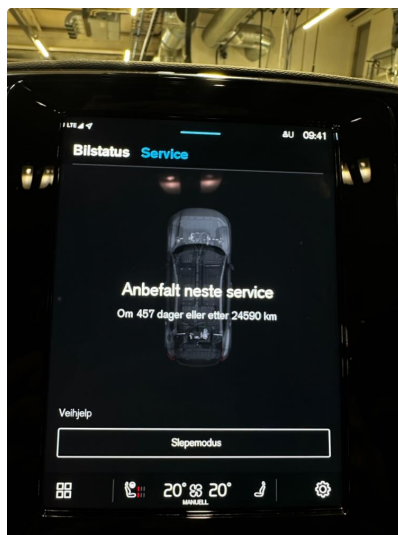 LTE
09:41
Bilstatus Service
Anbefalt neste service
Om 457 dager eller etter 24590 km
Veihjelp
Slepemodus
20° 20°
MANUELL